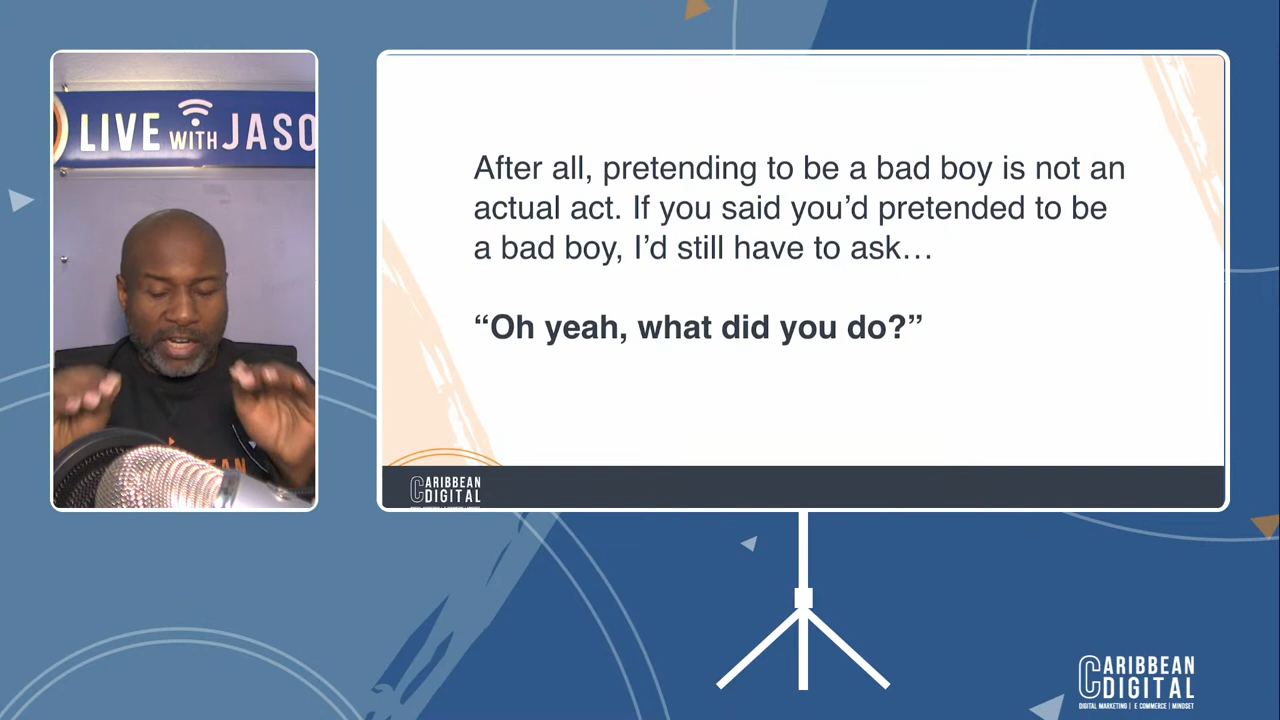 LIVE WITH JASO
After all, pretending to be a bad boy is not an
actual act. If you said you’d pretended to be
a bad boy, I’d still have to ask…
“Oh yeah, what did you do?”
CARIBBEAN
DIGITAL
CARIBBEAN
DIGITAL
DIGITAL MARKETING | E COMMERCE | MINDSET